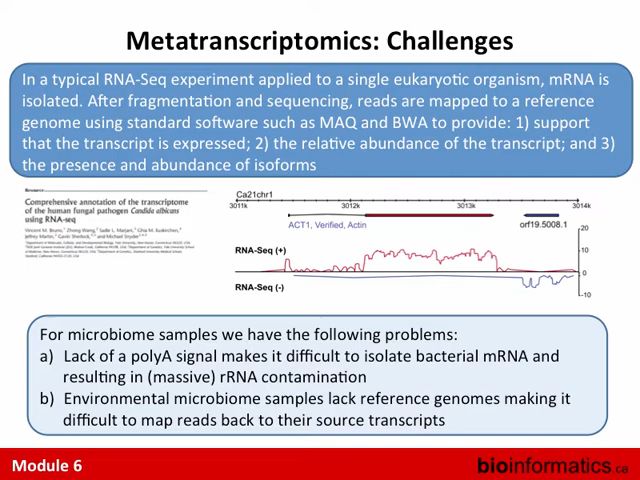 Metatranscriptomics: Challenges
In a typical RNA-Seq experiment applied to a single eukaryotic organism, mRNA is
isolated. After fragmentation and sequencing, reads are mapped to a reference
genome using standard software such as MAQ and BWA to provide: 1) support
that the transcript is expressed; 2) the relative abundance of the transcript; and 3)
the presence and abundance of isoforms
Resource
Comprehensive annotation of the transcriptome
of the human fungal pathogen Candida albicans
using RNA-seq
Ca21chr1
3011k 3012k 3013k 3014k
ACT1, Verified, Actin
orf19.5008.1
20
RNA-Seq (+)
10
0
RNA-Seq (-)
-10
For microbiome samples we have the following problems:
a) Lack of a polyA signal makes it difficult to isolate bacterial mRNA and
resulting in (massive) rRNA contamination
b) Environmental microbiome samples lack reference genomes making it
difficult to map reads back to their source transcripts
Module 6
bioinformatics.ca